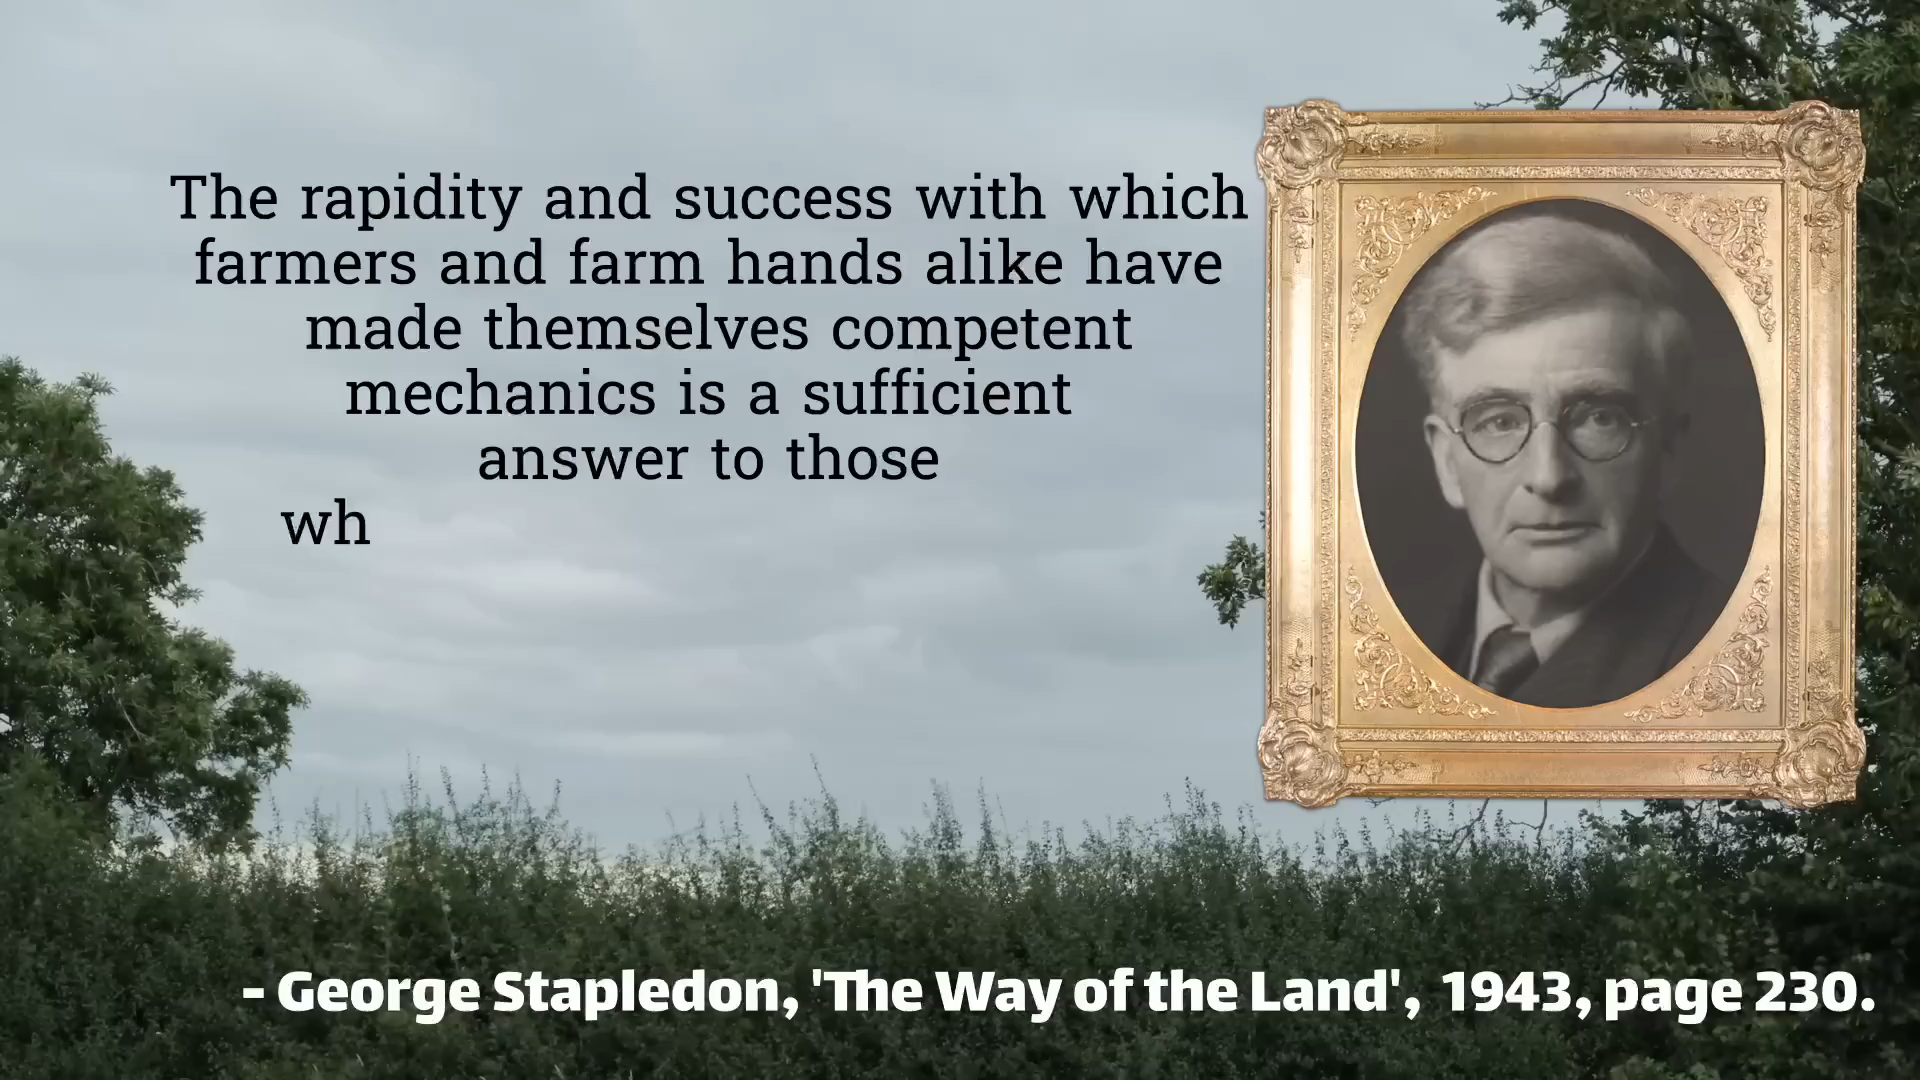 The rapidity and success with which
farmers and farm hands alike have
made themselves competent
mechanics is a sufficient
answer to those
wh
- George Stapledon, 'The Way of the Land', 1943, page 230.